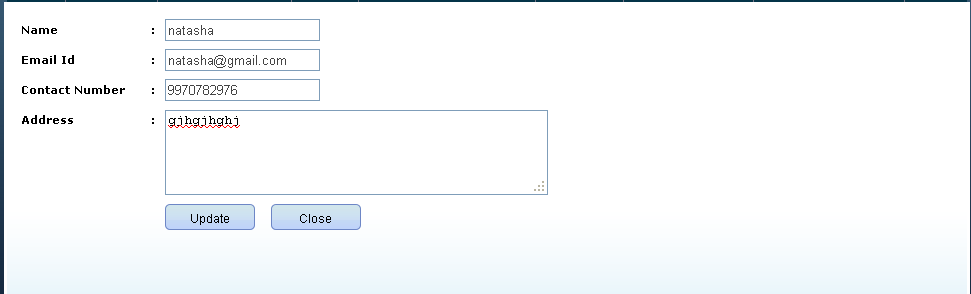 Name : natasha
Email Id : natasha@gmail.com
Contact Number : 9970782976
Address : gjhgjhghj
Update Close